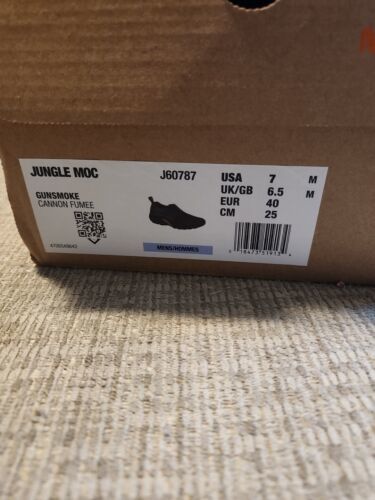 JUNGLE MOC J60787
GUNSMOKE
CANNON FUMEE
USA 7 M
UK/GB 6.5 M
EUR 40
CM 25
MENS/HOMMES